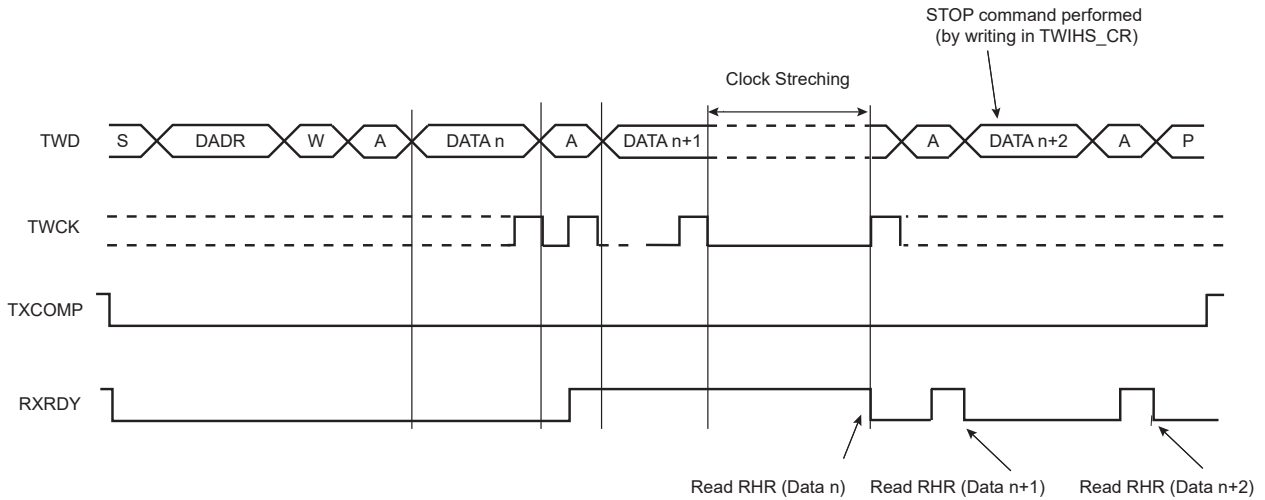 STOP command performed
(by writing in TWIHS_CR)
Clock Streching
TWD S DADR W A DATA n A DATA n+1 A DATA n+2 A P
TWCK
TXCOMP
RXRDY
Read RHR (Data n) Read RHR (Data n+1) Read RHR (Data n+2)